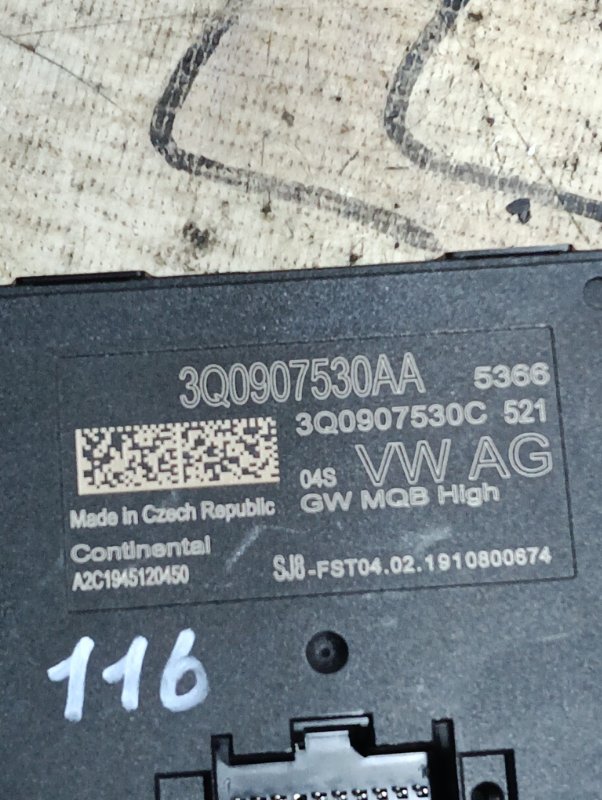 3Q0907530AA 5366
3Q0907530C 521
04S VW AG
GW MQB High
Made in Czech Republic
Continental
A2C1945120450
SJ8-FST04.02.1910800674
116